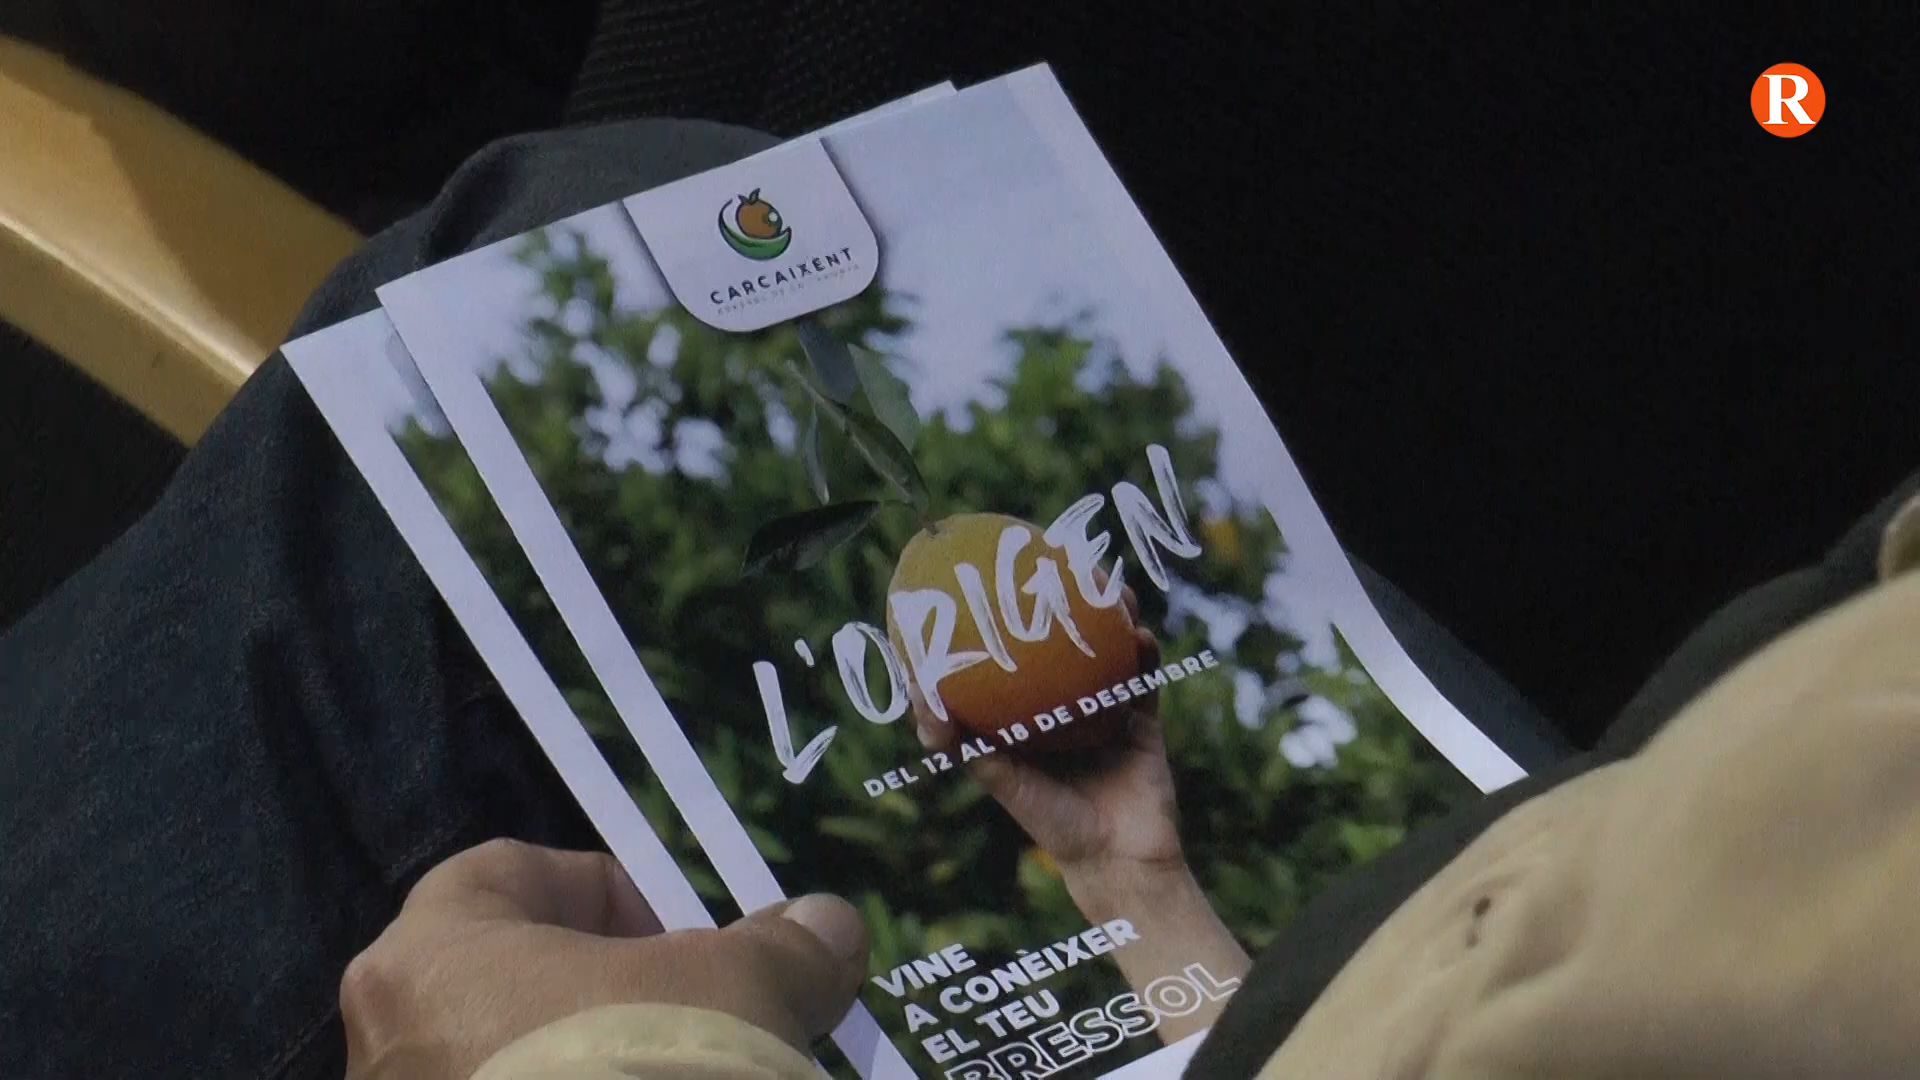 R
CARCAIXENT
L'ORIGEN
DEL 12 AL 18 DE DESEMBRE
VINE
A CONÈIXER
EL TEU
BRESSOL